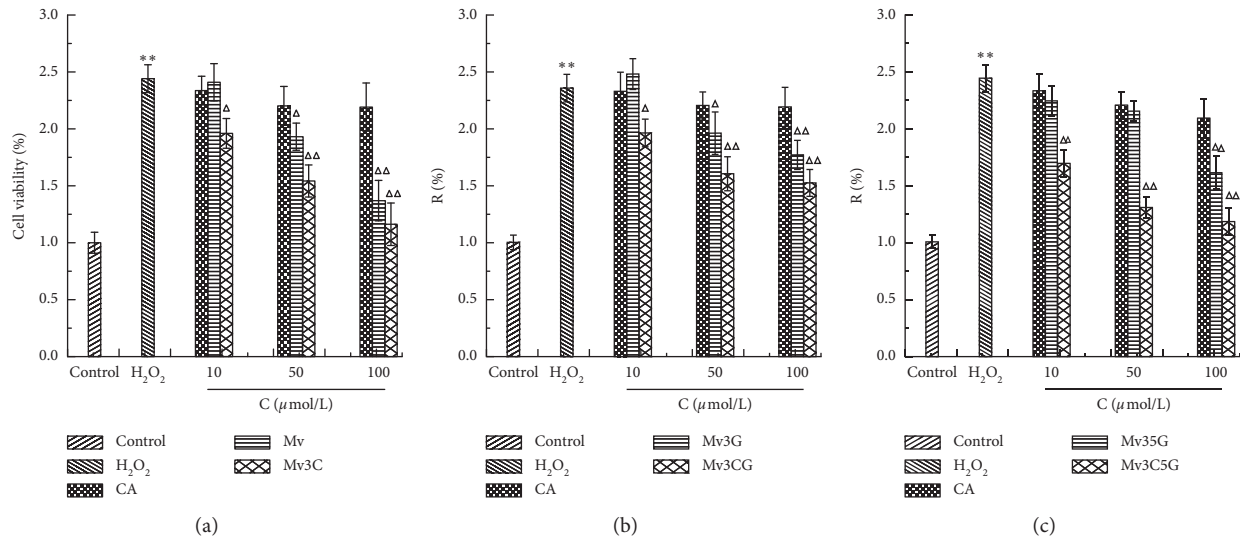 Cell viability (%)
3.0
2.5
2.0
1.5
1.0
0.5
0.0
**
Δ
Δ
ΔΔ
ΔΔ
ΔΔ
Control
H₂O₂
10
50
100
C (µmol/L)
Control
H₂O₂
CA
Mv
Mv3C
(a)
R (%)
3.0
2.5
2.0
1.5
1.0
0.5
0.0
**
Δ
Δ
ΔΔ
ΔΔ
ΔΔ
Control
H₂O₂
10
50
100
C (µmol/L)
Control
H₂O₂
CA
Mv3G
Mv3CG
(b)
R (%)
3.0
2.5
2.0
1.5
1.0
0.5
0.0
**
ΔΔ
ΔΔ
ΔΔ
ΔΔ
Control
H₂O₂
10
50
100
C (µmol/L)
Control
H₂O₂
CA
Mv35G
Mv3C5G
(c)